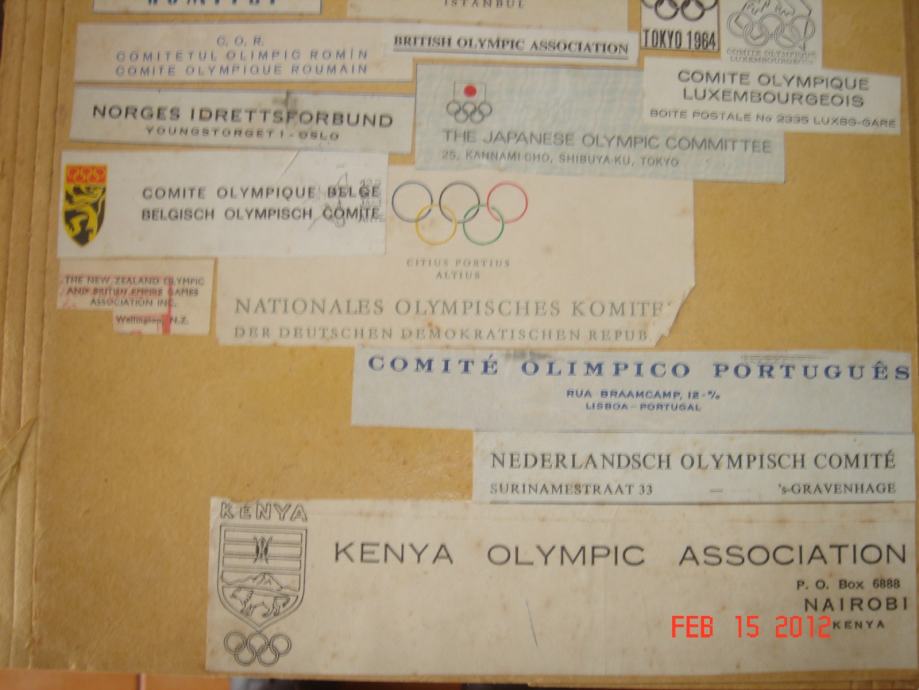 ISTANBUL
C. O. R.
COMITETUL OLIMPIC ROMÎN
COMITE OLYMPIQUE ROUMAIN
BRITISH OLYMPIC ASSOCIATION
TOKYO 1964
COMITE OLYMPIQUE
LUXEMBOURGEOIS
COMITE OLYMPIQUE
LUXEMBOURGEOIS
BOITE POSTALE No 2335 LUXBG-GARE
NORGES IDRETTSFORBUND
YOUNGSTORGET 1 - OSLO
THE JAPANESE OLYMPIC COMMITTEE
25, KANNAMI-CHO, SHIBUYA-KU, TOKYO
COMITE OLYMPIQUE BELGE
BELGISCH OLYMPISCH COMITE
CITIUS FORTIUS
ALTIUS
NATIONALES OLYMPISCHES KOMITE
DER DEUTSCHEN DEMOKRATISCHEN REPUB
THE NEW ZEALAND OLYMPIC
AND BRITISH EMPIRE GAMES
ASSOCIATION INC.
Wellington, N.Z.
COMITÉ OLIMPICO PORTUGUÊS
RUA BRAAMCAMP, 12-
LISBOA - PORTUGAL
NEDERLANDSCH OLYMPISCH COMITÉ
SURINAMESTRAAT 33 — 's-GRAVENHAGE
KENYA
KENYA OLYMPIC ASSOCIATION
P. O. Box 6888
NAIROBI
KENYA
FEB 15 2012